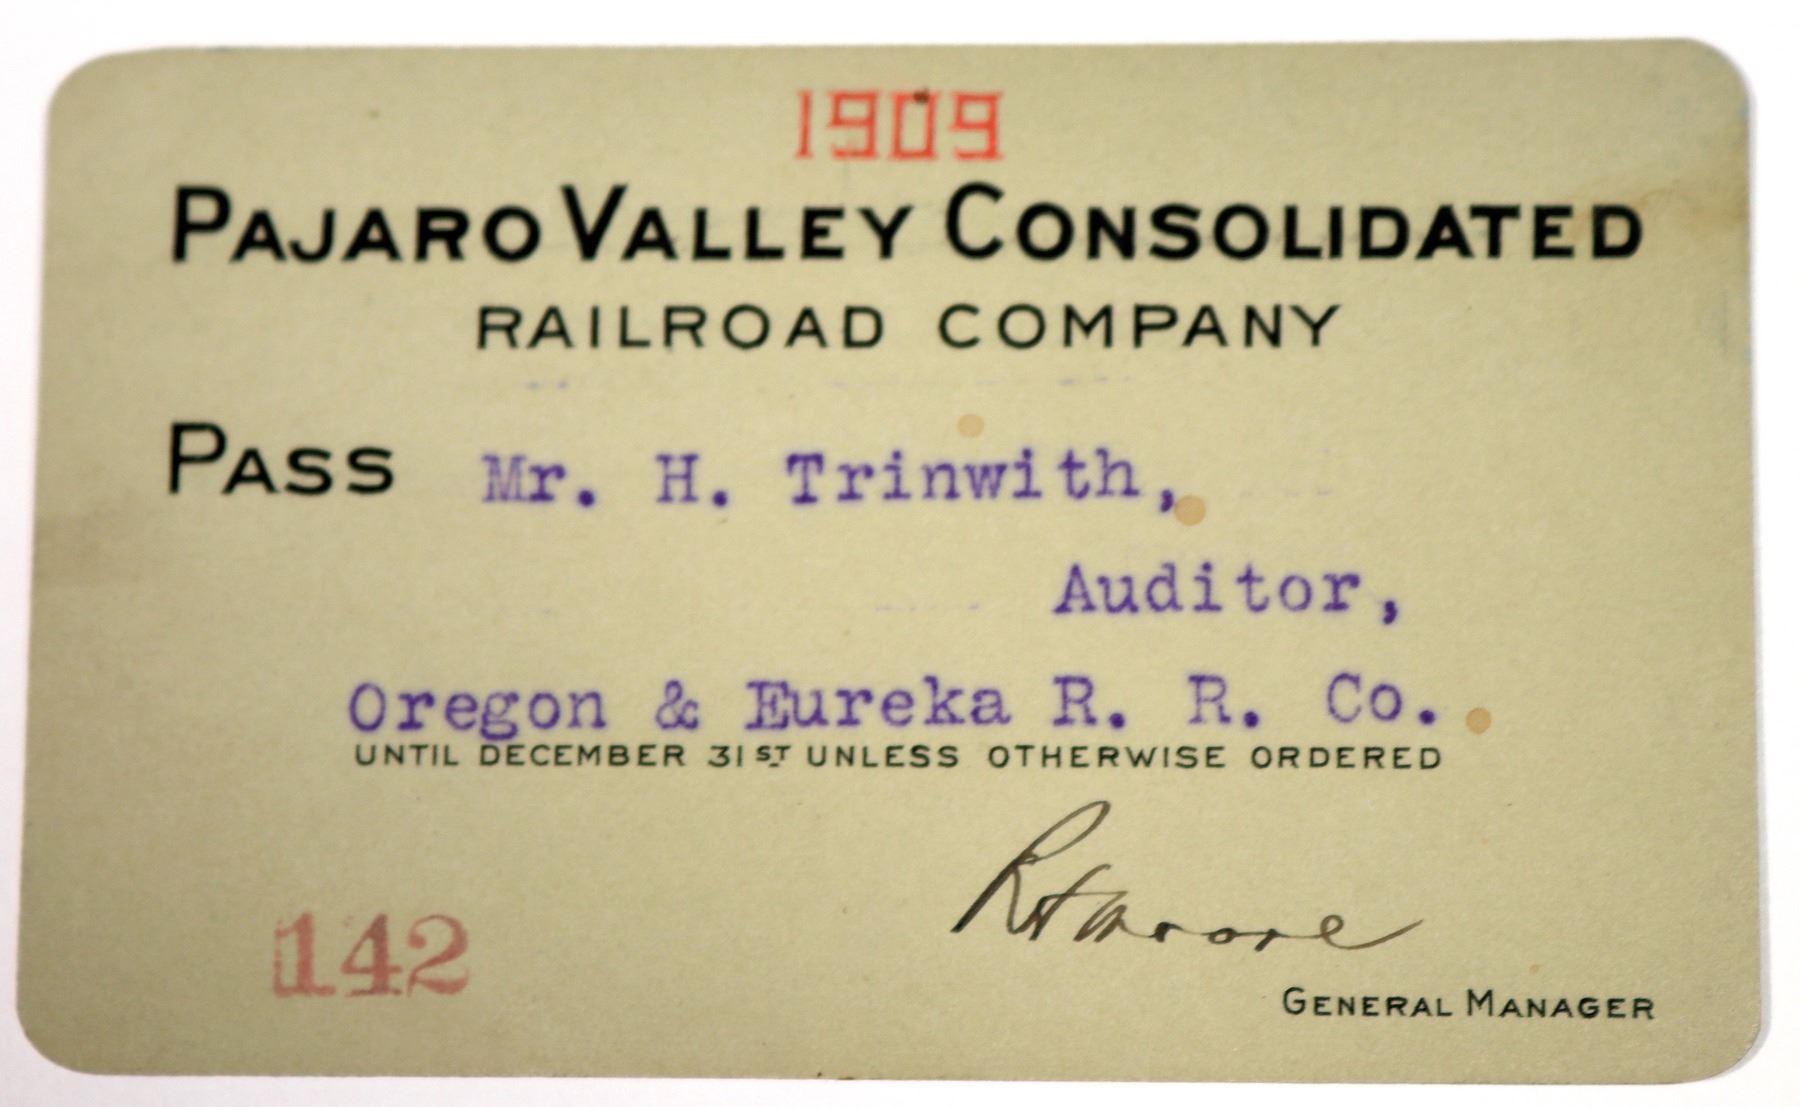 1909
PAJARO VALLEY CONSOLIDATED
RAILROAD COMPANY
PASS Mr. H. Trinwith,
Auditor,
Oregon & Eureka R. R. Co.
UNTIL DECEMBER 31ST UNLESS OTHERWISE ORDERED
142
GENERAL MANAGER